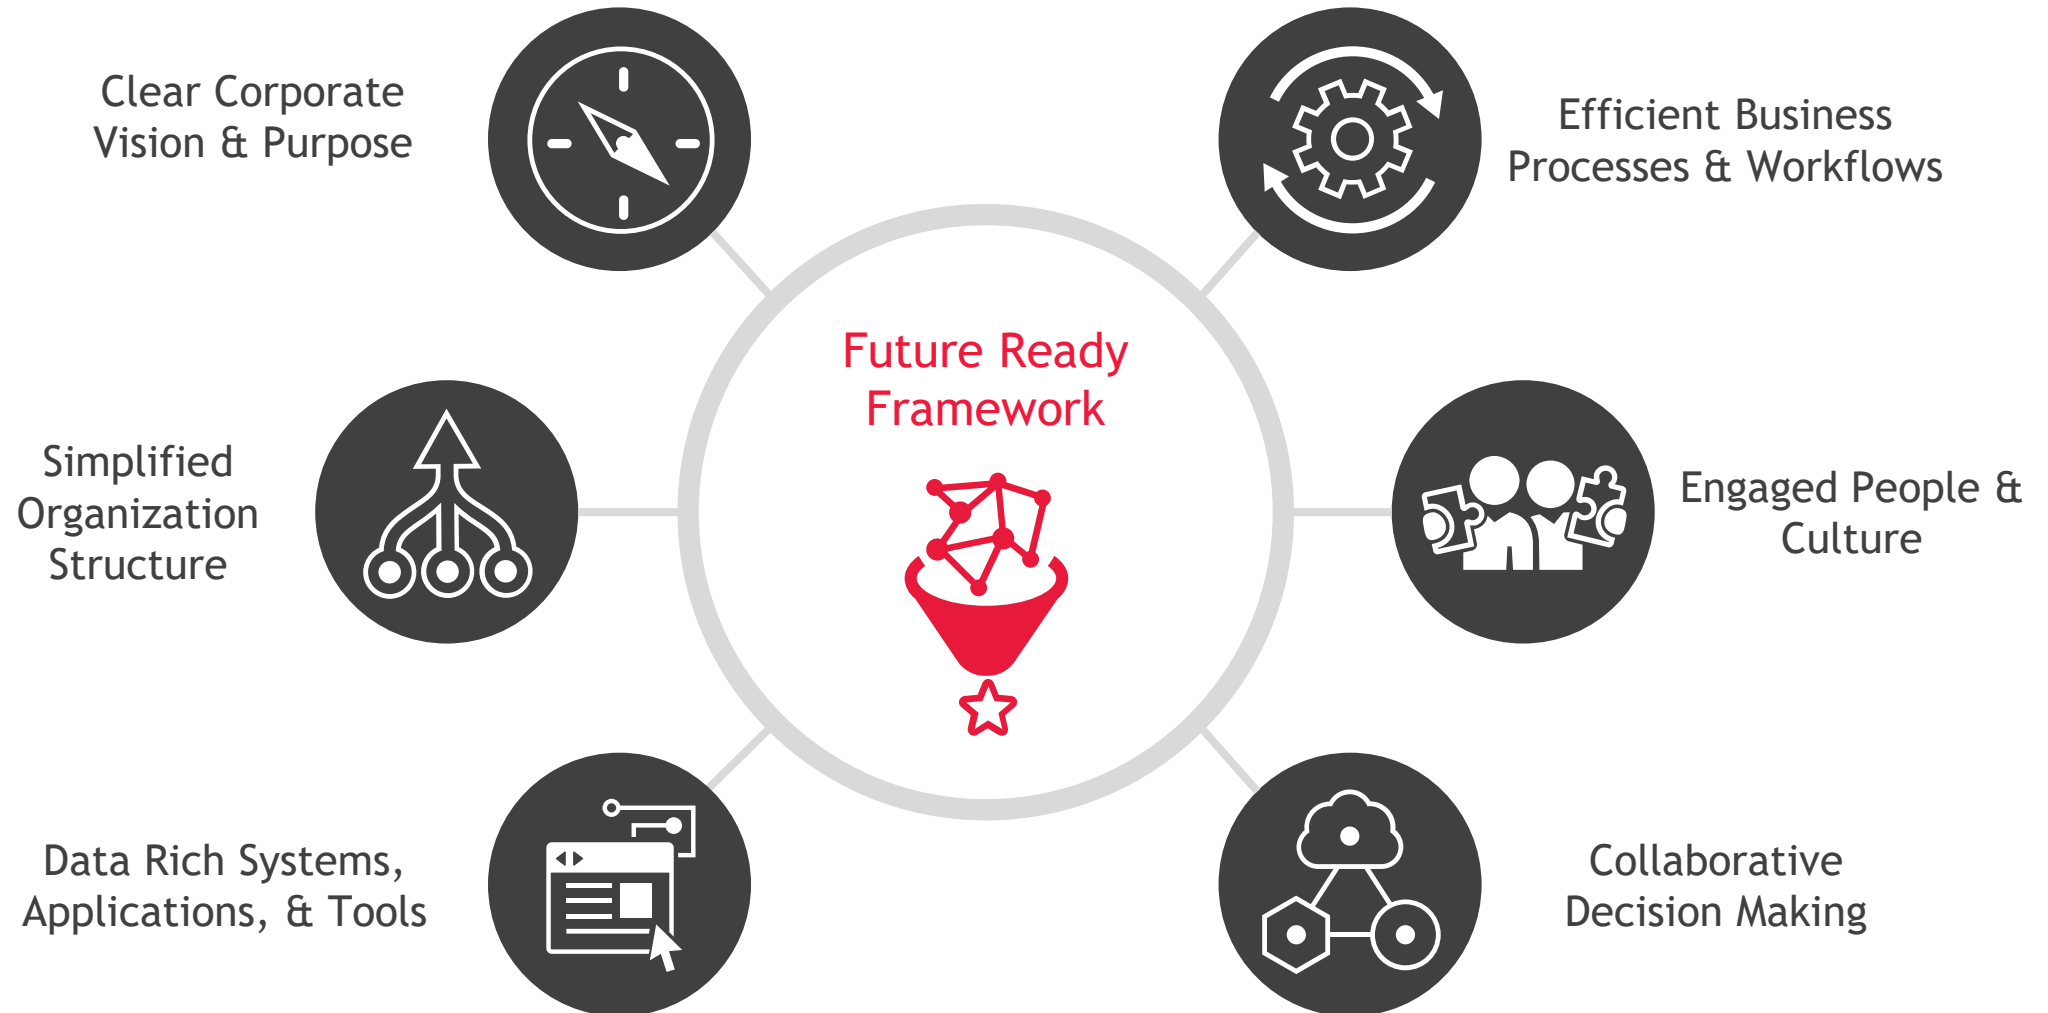 Clear Corporate
Vision & Purpose
Efficient Business
Processes & Workflows
Future Ready
Framework
Simplified
Organization
Structure
Engaged People &
Culture
Data Rich Systems,
Applications, & Tools
Collaborative
Decision Making